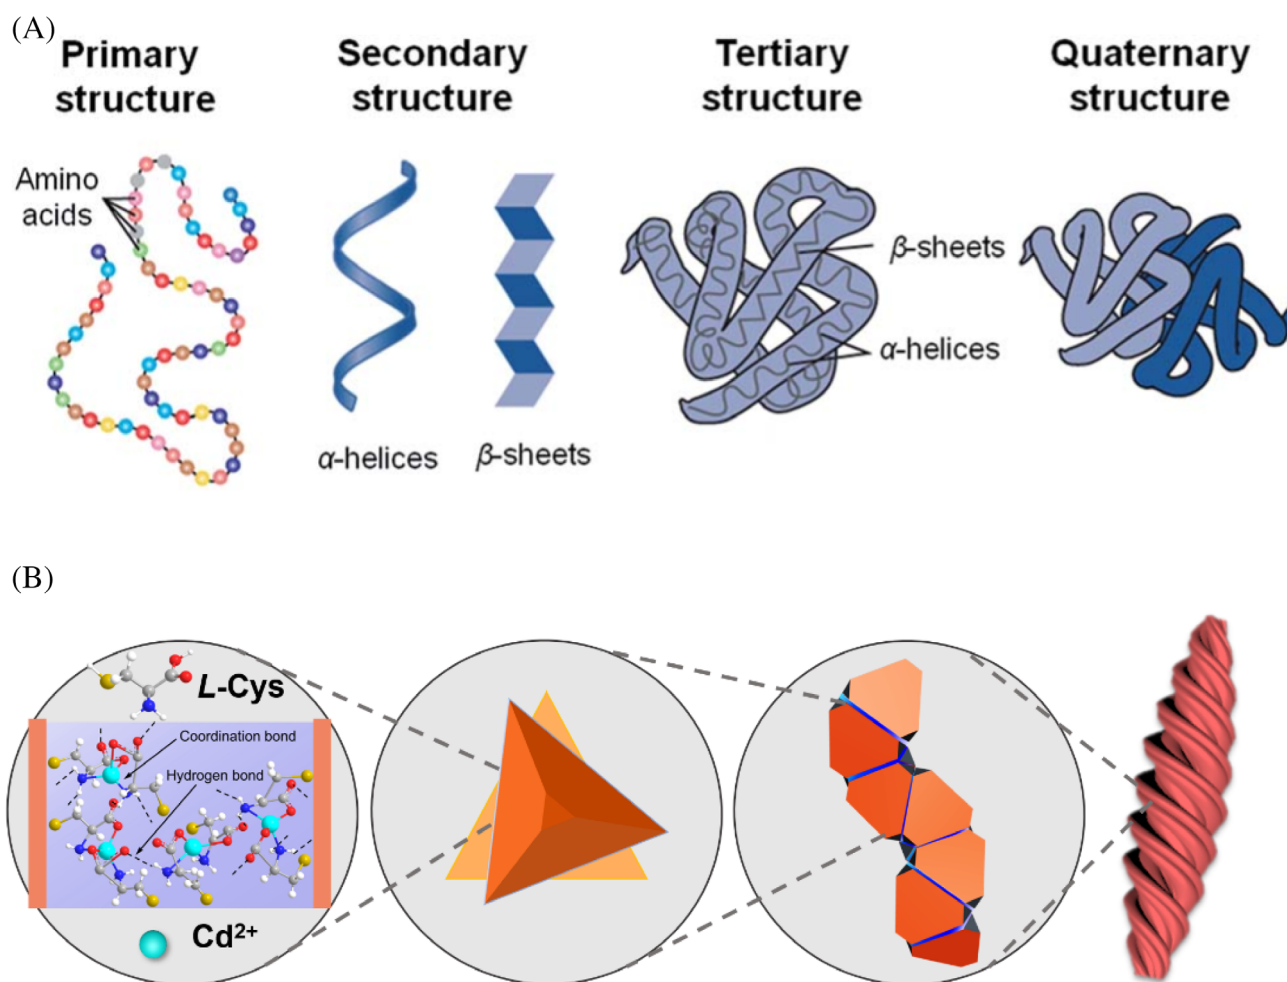 (A)
Primary
structure
Secondary
structure
Tertiary
structure
Quaternary
structure
Amino
acids
α-helices
β-sheets
β-sheets
α-helices
(B)
L-Cys
Coordination bond
Hydrogen bond
Cd²⁺